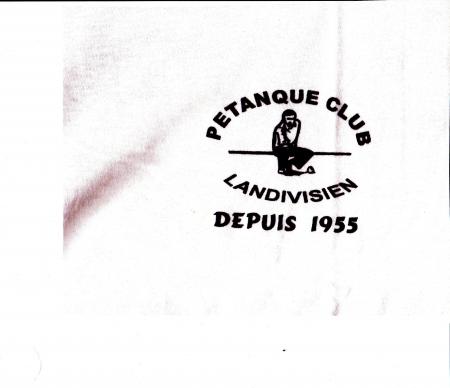 PETANQUE CLUB
LANDIVISIEN
DEPUIS 1955